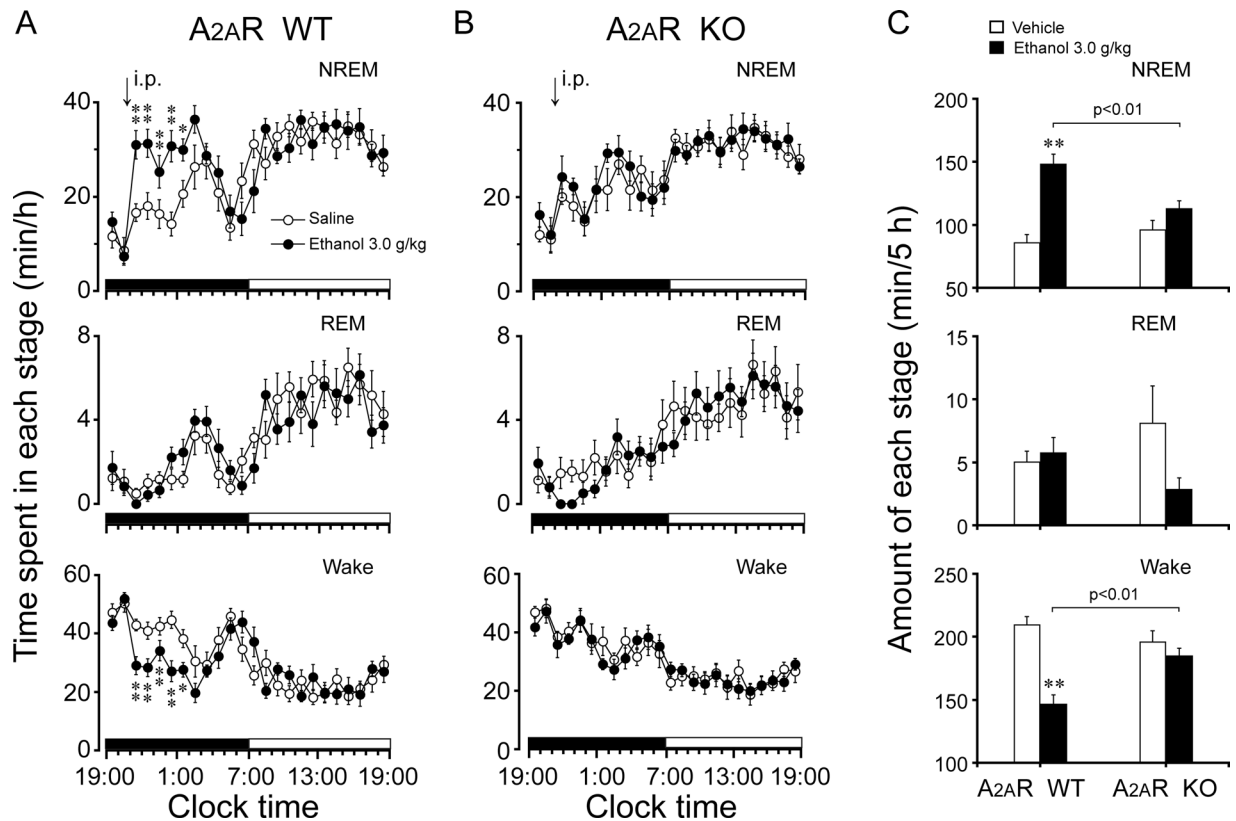 A
A2AR WT
B
A2AR KO
C
Vehicle
Ethanol 3.0 g/kg
i.p.
NREM
i.p.
NREM
NREM
Time spent in each stage (min/h)
40
20
0
** ** ** ** *
Saline
Ethanol 3.0 g/kg
40
20
0
Amount of each stage (min/5 h)
200
150
100
50
p<0.01
**
REM
8
4
0
REM
8
4
0
REM
15
10
5
0
Wake
60
40
20
0
** ** * ** *
Wake
60
40
20
0
Wake
250
200
150
100
p<0.01
**
19:00 1:00 7:00 13:00 19:00
Clock time
19:00 1:00 7:00 13:00 19:00
Clock time
A2AR WT A2AR KO